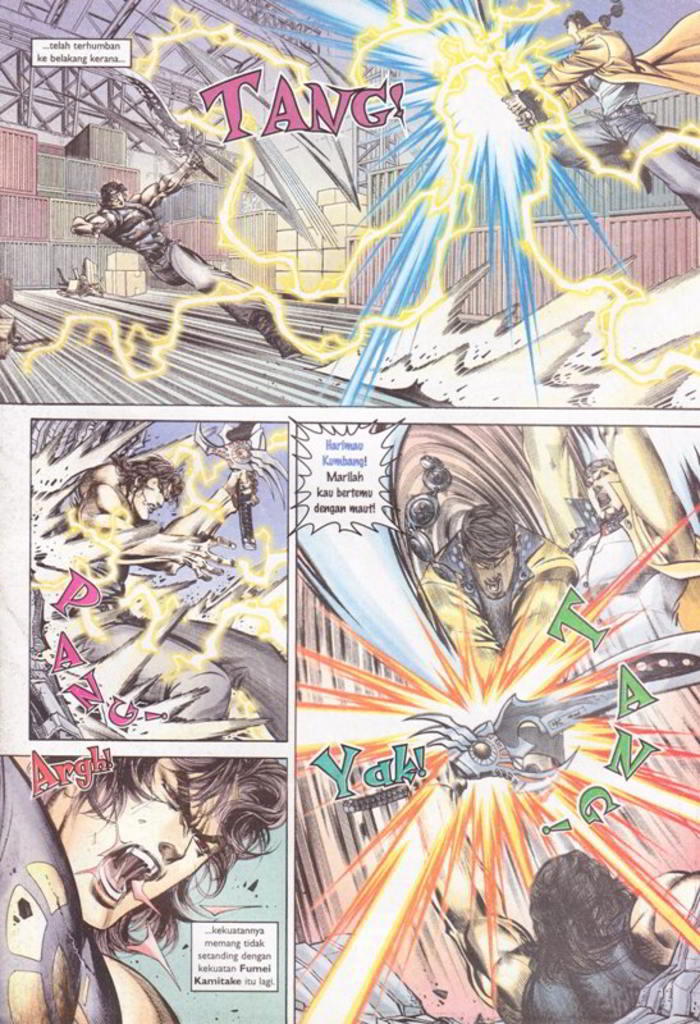 ...telah terhumban
ke belakang kerana...
TANG!
PANG!
Harimau
Kumbang!
Marilah
kau bertemu
dengan maut!
TANG!
Yak!
Argh!
...kekuatannya
memang tidak
setanding dengan
kekuatan Fumei
Kamitake itu lagi.